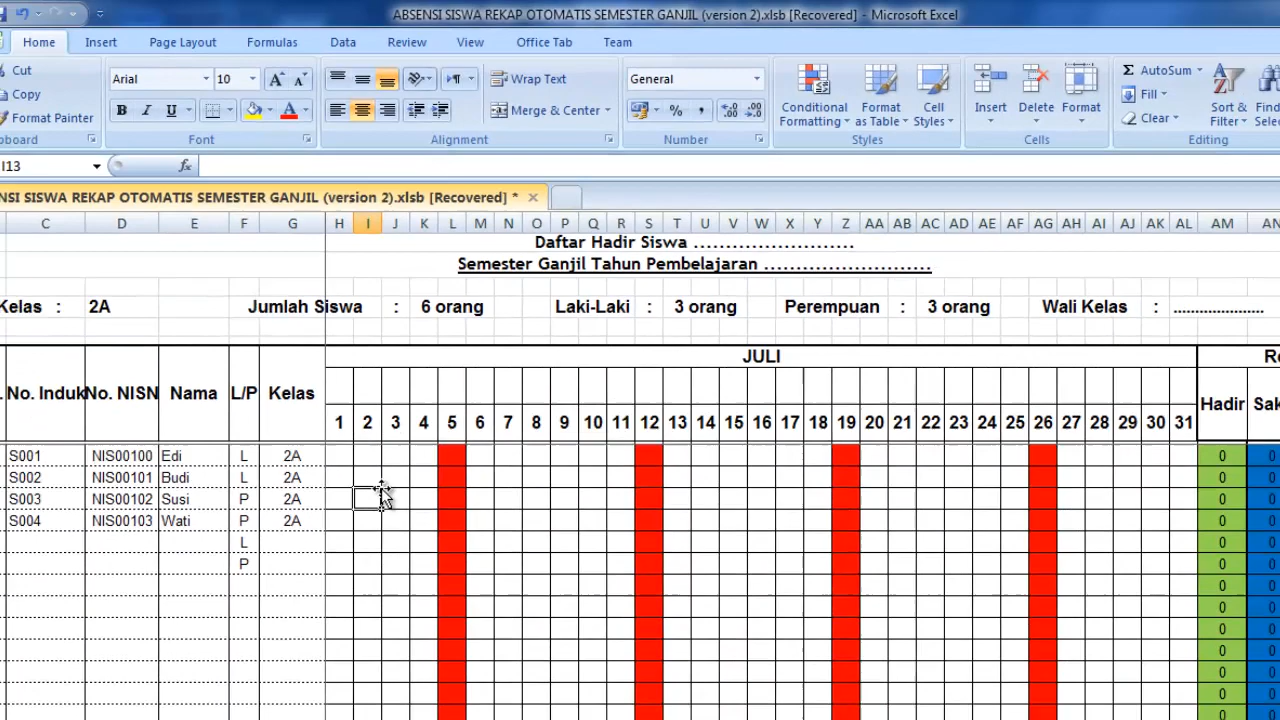 ABSENSI SISWA REKAP OTOMATIS SEMESTER GANJIL (version 2).xlsb [Recovered] - Microsoft Excel
Home Insert Page Layout Formulas Data Review View Office Tab Team
Cut Arial 10 Wrap Text General AutoSum
Copy Fill
Format Painter B I U Merge & Center % , Conditional Formatting Format as Table Cell Styles Insert Delete Format Clear Sort & Filter
Font Alignment Number Styles Cells Editing
I13 fx
NSI SISWA REKAP OTOMATIS SEMESTER GANJIL (version 2).xlsb [Recovered] *
C D E F G H I J K L M N O P Q R S T U V W X Y Z AA AB AC AD AE AF AG AH AI AJ AK AL AM AN
Daftar Hadir Siswa .........................
Semester Ganjil Tahun Pembelajaran ..........................
Kelas : 2A Jumlah Siswa : 6 orang Laki-Laki : 3 orang Perempuan : 3 orang Wali Kelas : .....................
JULI
No. Induk No. NISN Nama L/P Kelas Hadir
1 2 3 4 5 6 7 8 9 10 11 12 13 14 15 16 17 18 19 20 21 22 23 24 25 26 27 28 29 30 31
S001 NIS00100 Edi L 2A 0 0
S002 NIS00101 Budi L 2A 0 0
S003 NIS00102 Susi P 2A 0 0
S004 NIS00103 Wati P 2A 0 0
L 0 0
P 0 0
0 0
0 0
0 0
0 0
0 0
0 0
0 0